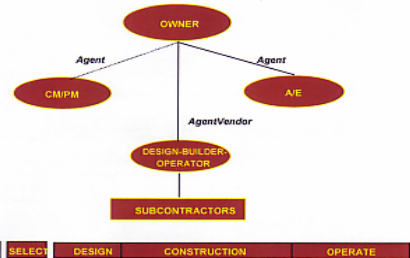 OWNER
Agent
Agent
CM/PM
A/E
AgentVendor
DESIGN-BUILDER-
OPERATOR
SUBCONTRACTORS
SELECT DESIGN CONSTRUCTION OPERATE